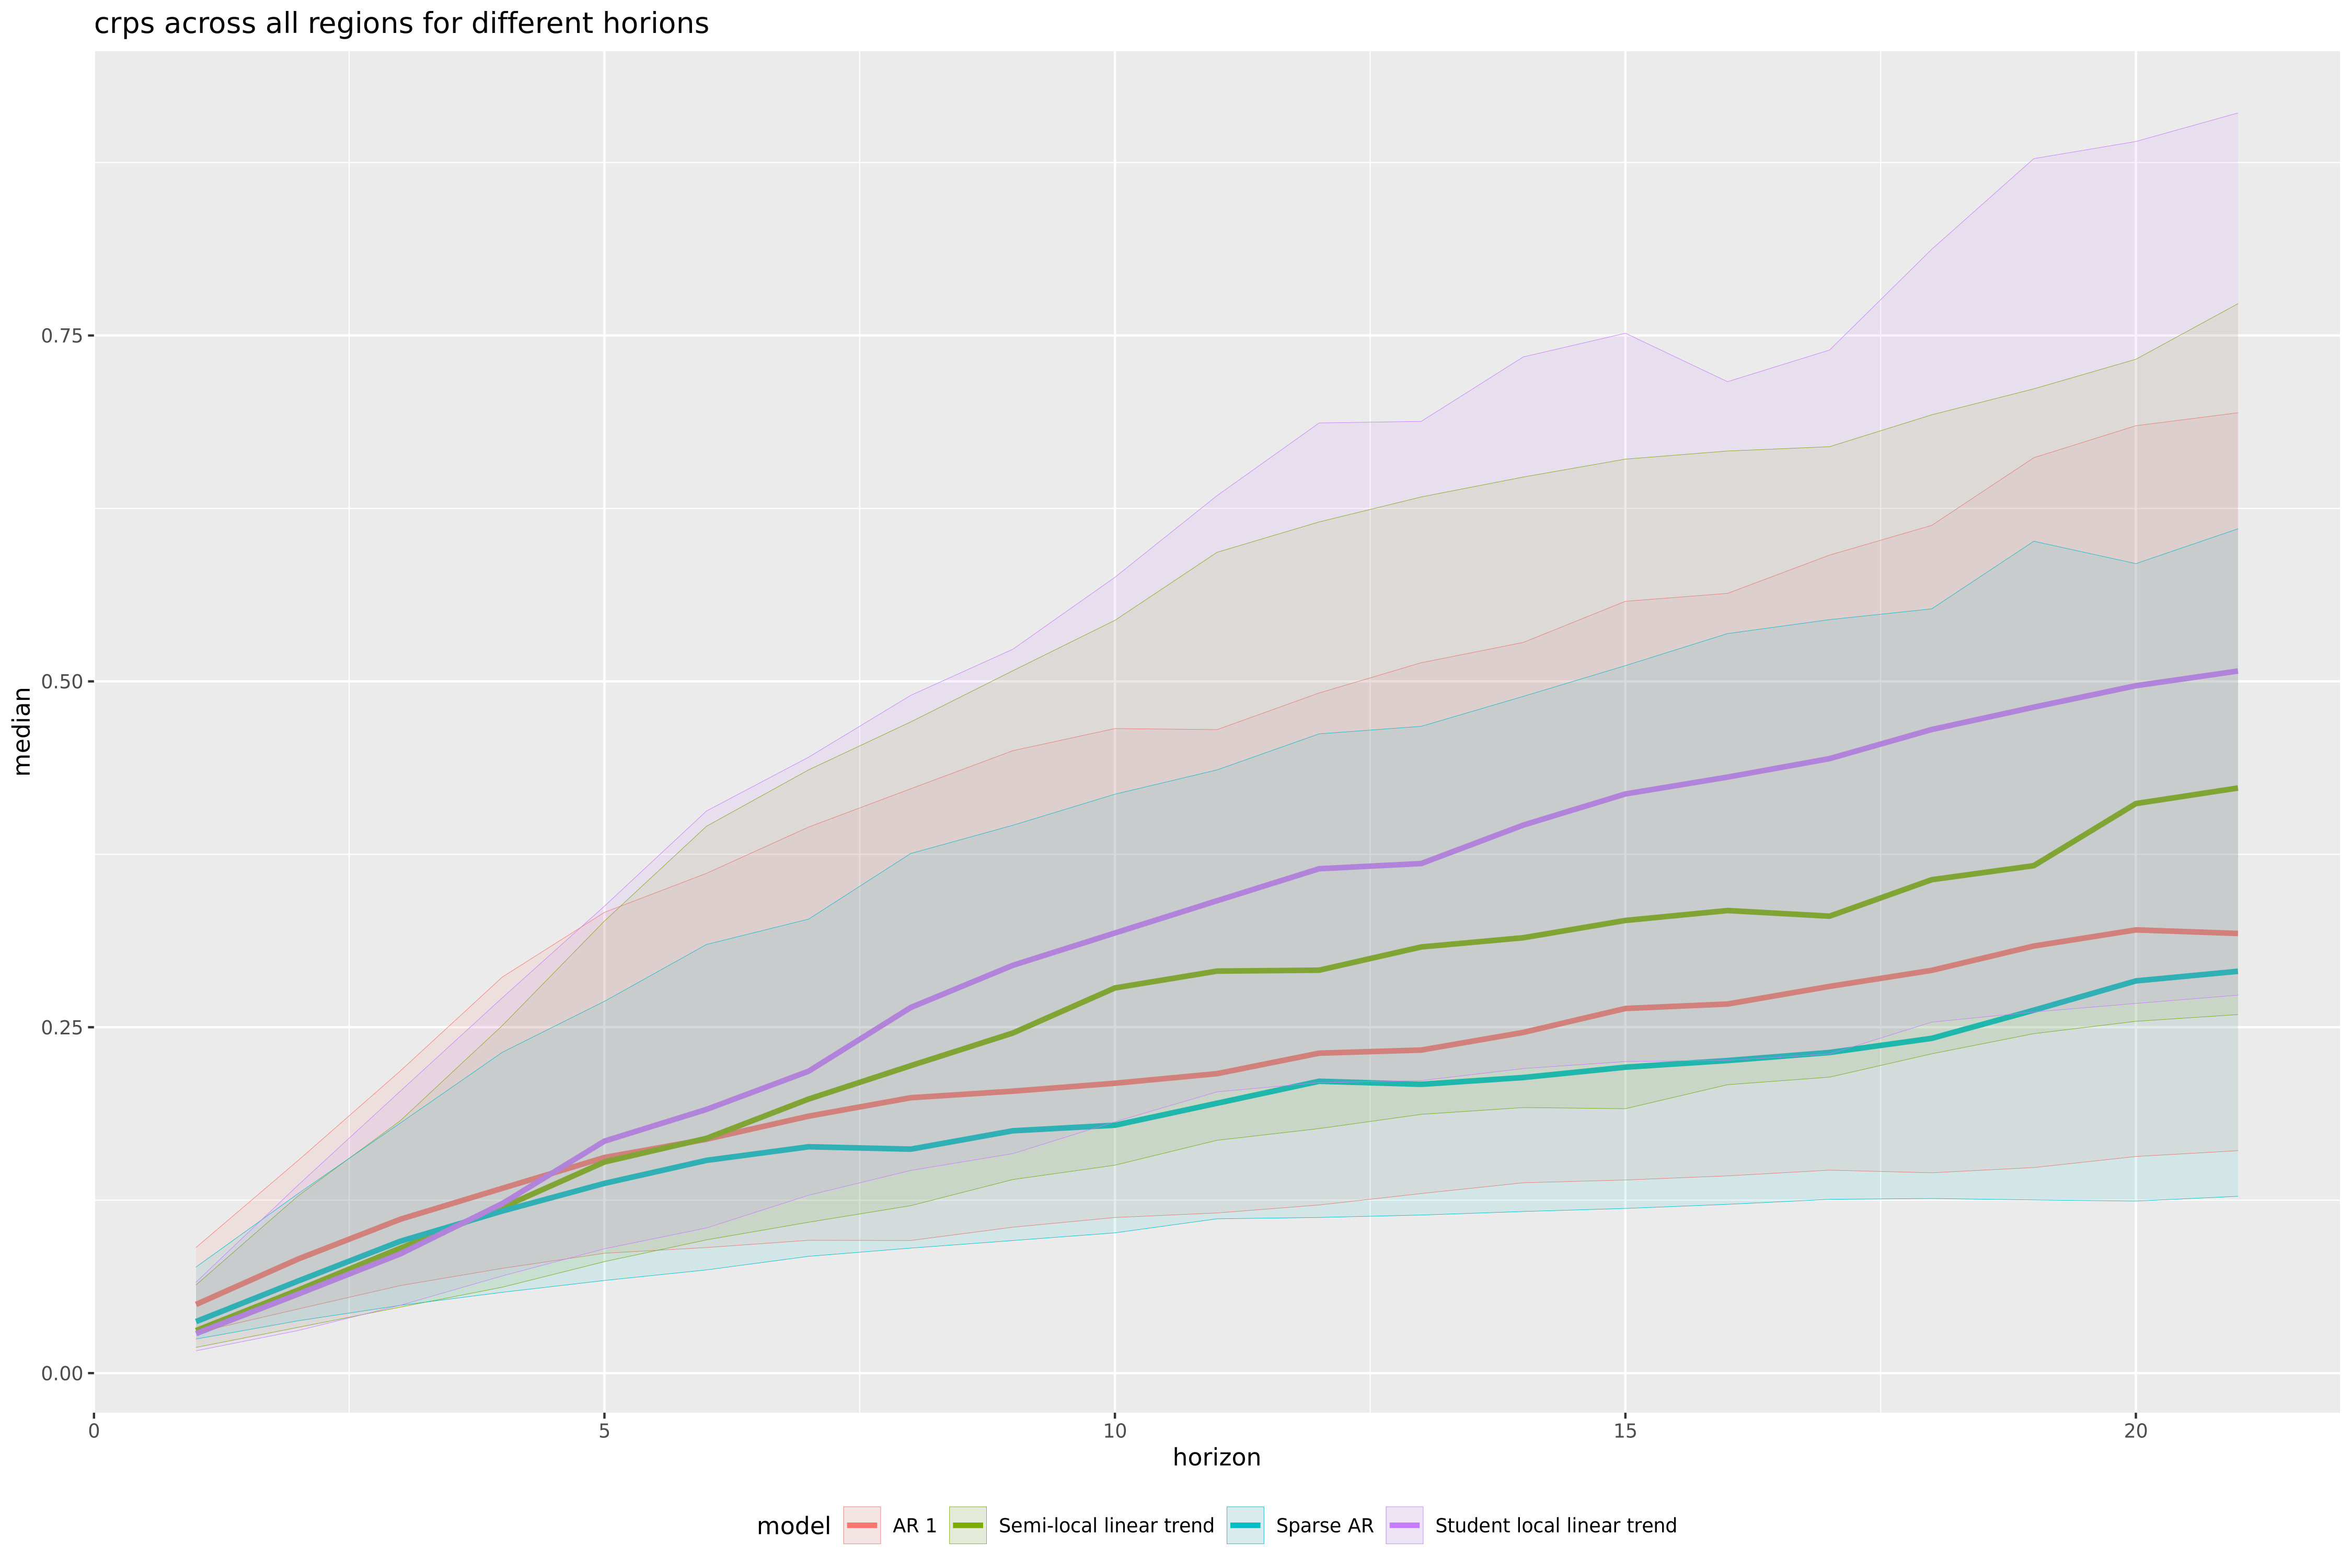 crps across all regions for different horions
median
0.75
0.50
0.25
0.00
0 5 10 15 20
horizon
model AR 1 Semi-local linear trend Sparse AR Student local linear trend